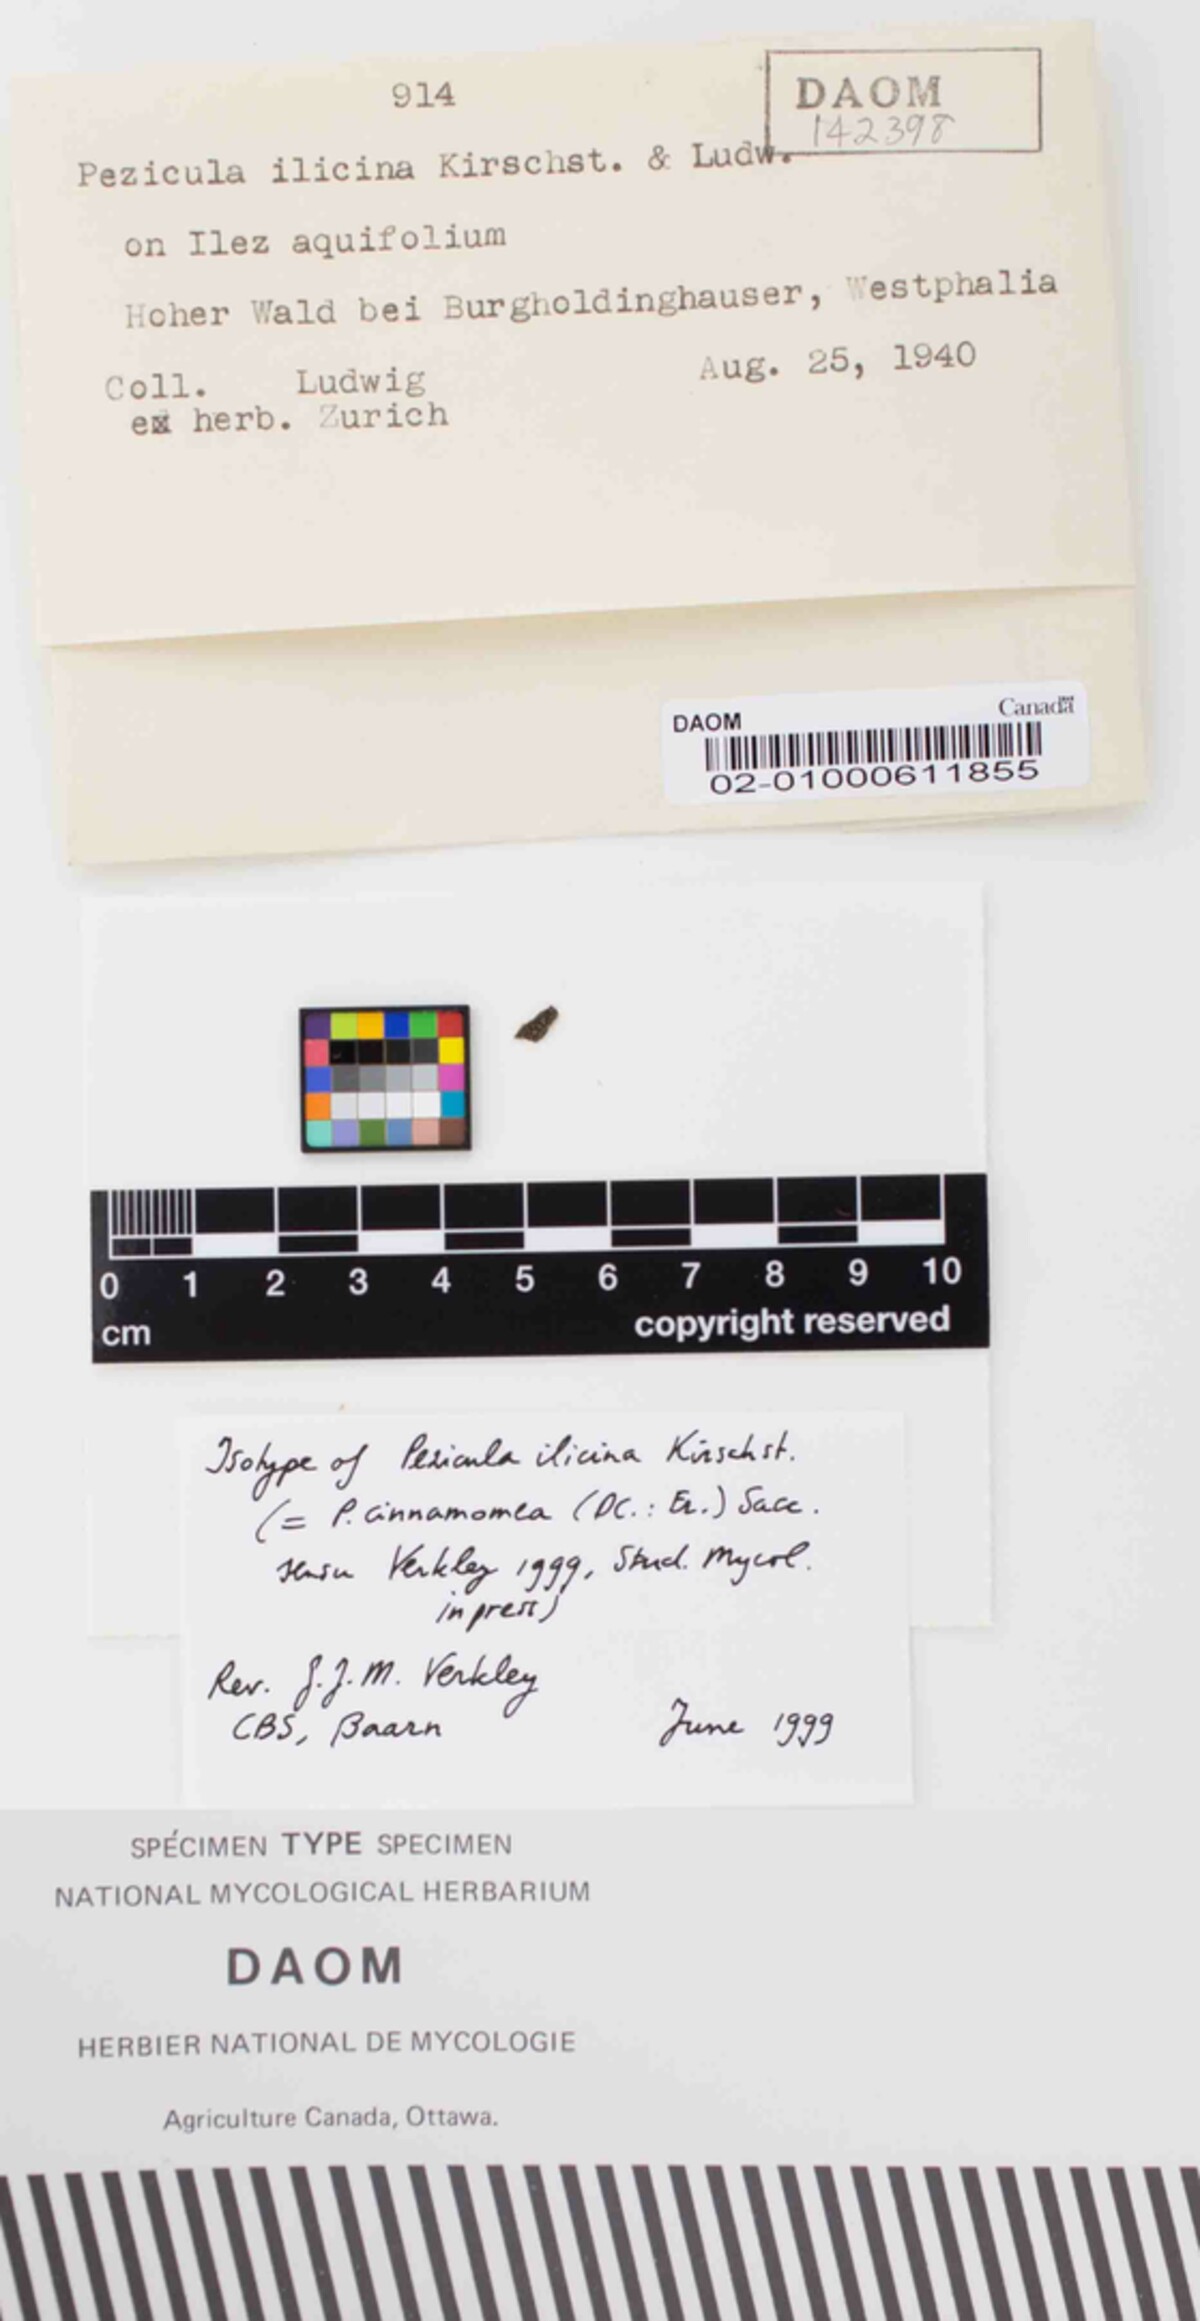 914
DAOM
142398
Pezicula ilicina Kirschst. & Ludw.
on Ilez aquifolium
Hoher Wald bei Burgholdinghauser, Westphalia
Coll. Ludwig Aug. 25, 1940
ex herb. Zurich
DAOM Canada
02-01000611855
0 1 2 3 4 5 6 7 8 9 10
cm copyright reserved
Isotype of Pezicula ilicina Kirschst.
(= P. cinnamomea (DC.: Fr.) Sacc.
sensu Verkley 1999, Stud. Mycol.
in press)
Rev. G.J.M. Verkley
CBS, Baarn June 1999
SPÉCIMEN TYPE SPECIMEN
NATIONAL MYCOLOGICAL HERBARIUM
DAOM
HERBIER NATIONAL DE MYCOLOGIE
Agriculture Canada, Ottawa.